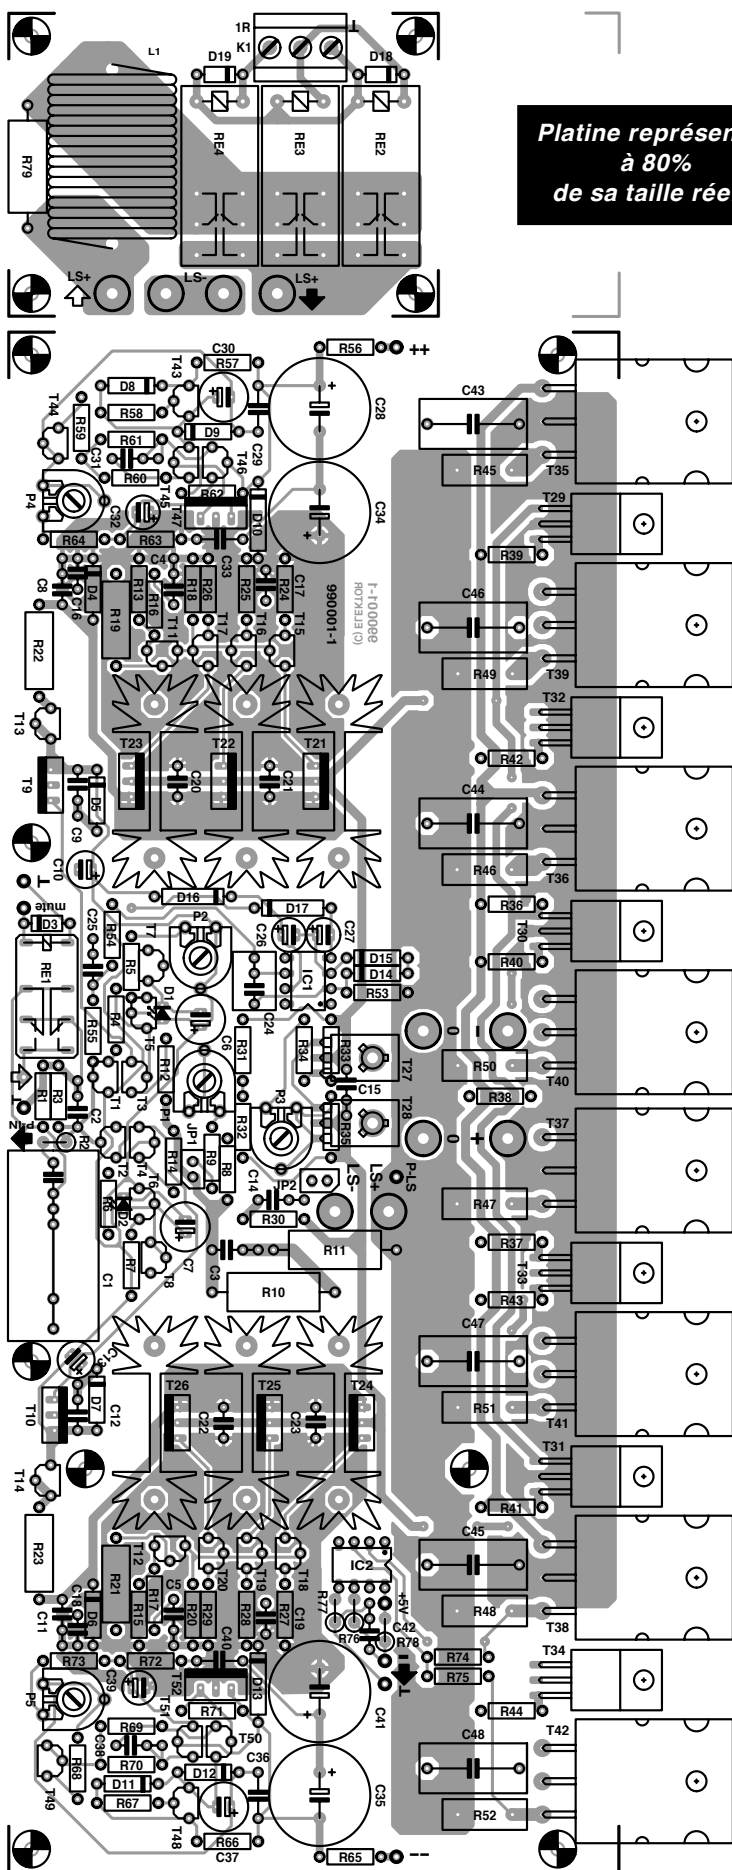 1R
K1
D19
D18
L1
R79
RE4
RE3
RE2
LS+
LS-
LS+
Platine représen
à 80%
de sa taille rée
R56
++
C30
R57
T43
D8
R58
T44
R59
D9
C28
C43
R61
C31
C29
R60
T46
R45
T35
P4
T45
R62
C32
T47
D10
C34
T29
R64
R63
C33
R39
C8
C16
D4
C4
R13
R16
R18
R26
R25
C17
R24
R19
T11
T17
T16
T15
990001-1
990001-1
(C) ELEKTOR
C46
R22
R49
T39
T13
T32
T23
T22
T21
R42
T9
D5
C20
C21
C9
C44
C10
R46
T36
T
mute
D16
D17
R36
T30
D3
C25
R54
T7
P2
C26
C27
RE1
R5
IC1
D15
D14
R40
R53
D1
R4
T5
C6
C24
R55
R31
R34
R33
T27
0
-
R12
R50
T40
R1
R3
C2
T1
T3
P1
C15
R38
P-IN
T
R2
R32
P3
R35
T28
0
+
T37
T2
T4
R14
JP1
R9
R8
T6
R6
D2
C14
JP2
LS-
LS+
P-LS
R47
R30
C7
R7
T8
C3
R11
R37
C1
R10
T33
R43
C13
C47
T10
D7
C12
T26
T25
T24
C22
C23
R51
T41
T14
T31
R41
R23
T12
IC2
C45
R21
T20
T19
T18
R77
+5V
C11
C18
D6
R15
R17
C5
R20
R29
R28
C19
R27
R76
C42
R78
R48
T38
R73
R72
C40
T
R74
T34
P5
C39
T52
D13
R75
T51
R71
C41
R44
R69
T50
T42
C38
R70
C36
C48
R68
D11
D12
T49
R67
T48
C35
R52
R66
C37
R65
--